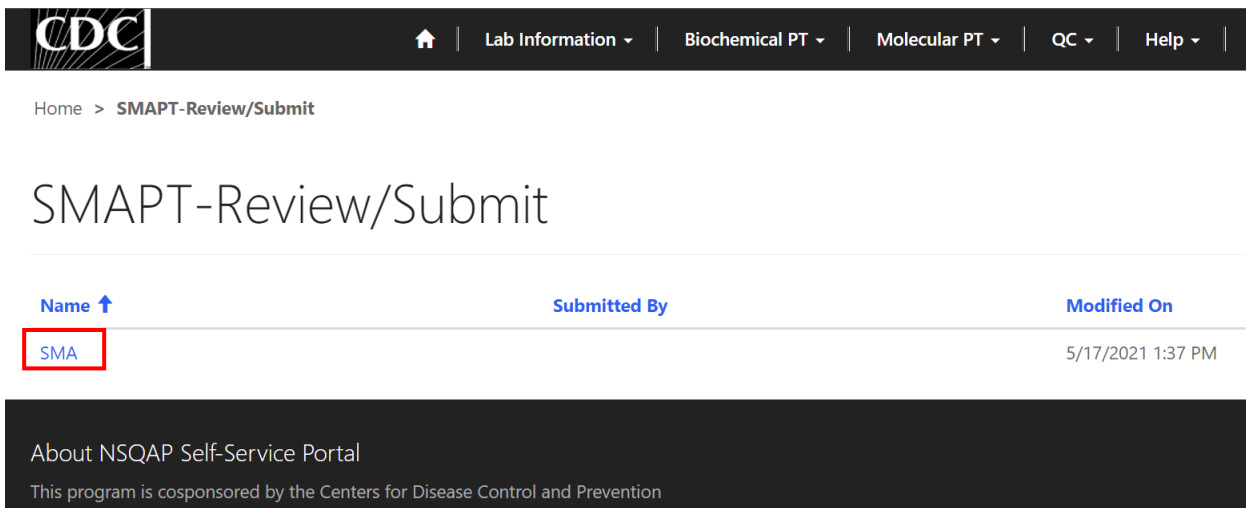 CDC Lab Information Biochemical PT Molecular PT QC Help
Home > SMAPT-Review/Submit
SMAPT-Review/Submit
Name Submitted By Modified On
SMA 5/17/2021 1:37 PM
About NSQAP Self-Service Portal
This program is cosponsored by the Centers for Disease Control and Prevention